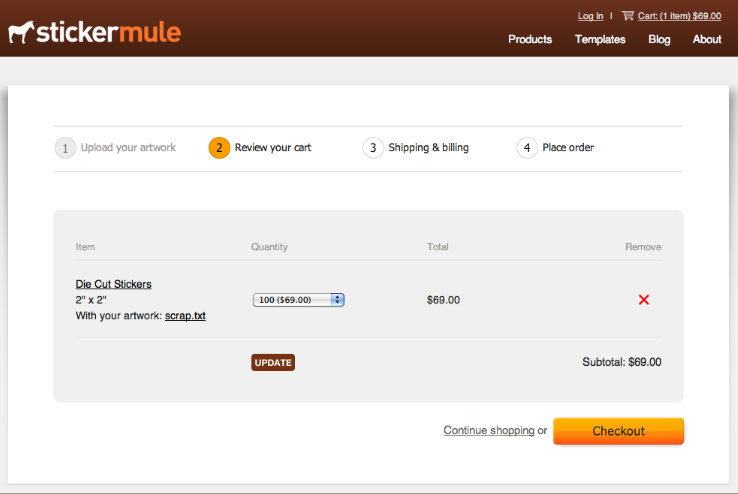 Log In | Cart: (1 item) $69.00
stickermule
Products Templates Blog About
1 Upload your artwork 2 Review your cart 3 Shipping & billing 4 Place order
Item Quantity Total Remove
Die Cut Stickers
2" x 2" 100 ($69.00) $69.00
With your artwork: scrap.txt
UPDATE Subtotal: $69.00
Continue shopping or Checkout